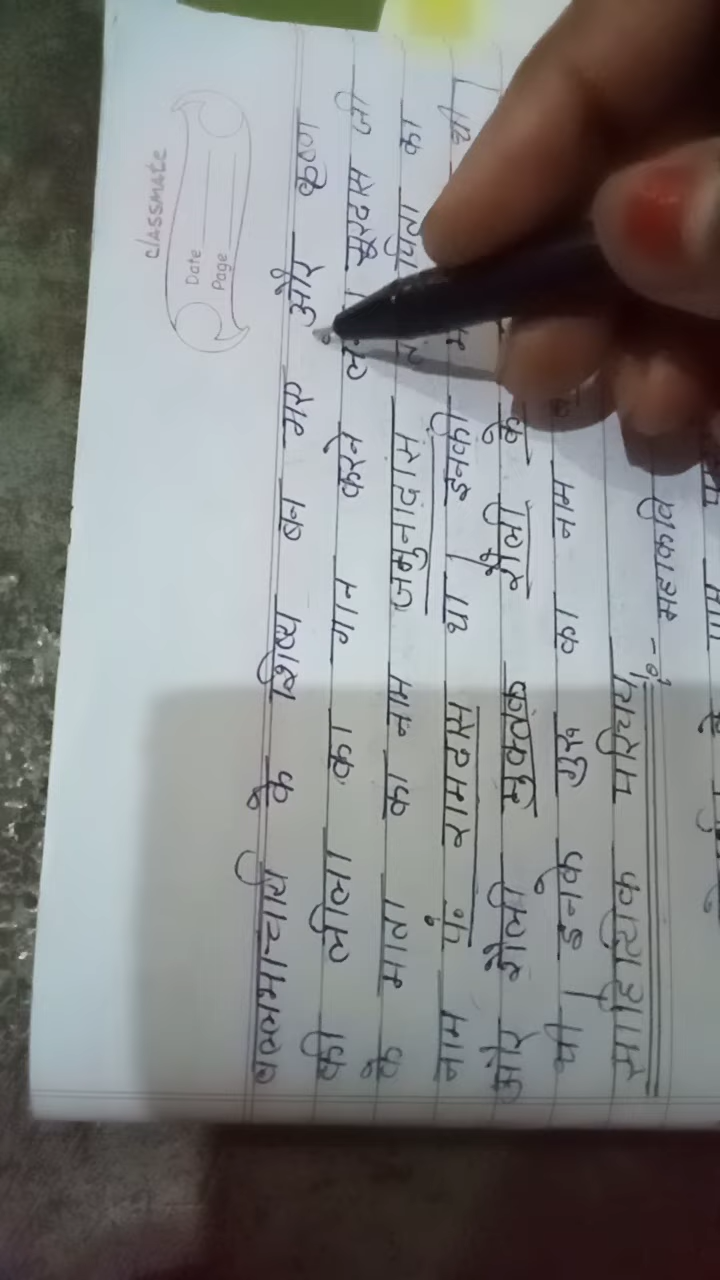 classmate
Date
Page
वल्लभाचार्य के शिष्य बन गए और कृष्ण
की लीला का गान करने सूरदास जी
के माता का नाम जमुनादास पिता का
नाम पं॰ रामदास था। इनकी थी
और शैली मुक्तक शैली के
थी। इनके गुरु का नाम
साहित्यिक परिचय :- महाकवि